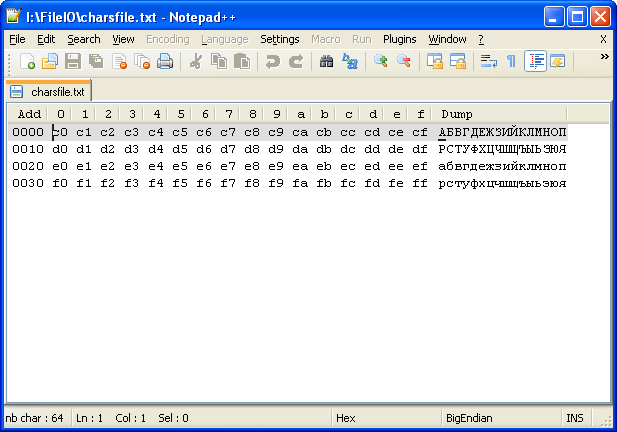 I:\FileIO\charsfile.txt - Notepad++
File Edit Search View Encoding Language Settings Macro Run Plugins Window ? X
charsfile.txt
Add 0 1 2 3 4 5 6 7 8 9 a b c d e f Dump
0000 c0 c1 c2 c3 c4 c5 c6 c7 c8 c9 ca cb cc cd ce cf АБВГДЕЖЗИЙКЛМНОП
0010 d0 d1 d2 d3 d4 d5 d6 d7 d8 d9 da db dc dd de df РСТУФХЦЧШЩЪЫЬЭЮЯ
0020 e0 e1 e2 e3 e4 e5 e6 e7 e8 e9 ea eb ec ed ee ef абвгдежзийклмноп
0030 f0 f1 f2 f3 f4 f5 f6 f7 f8 f9 fa fb fc fd fe ff рстуфхцчшщъыьэюя
nb char : 64 Ln : 1 Col : 1 Sel : 0 Hex BigEndian INS